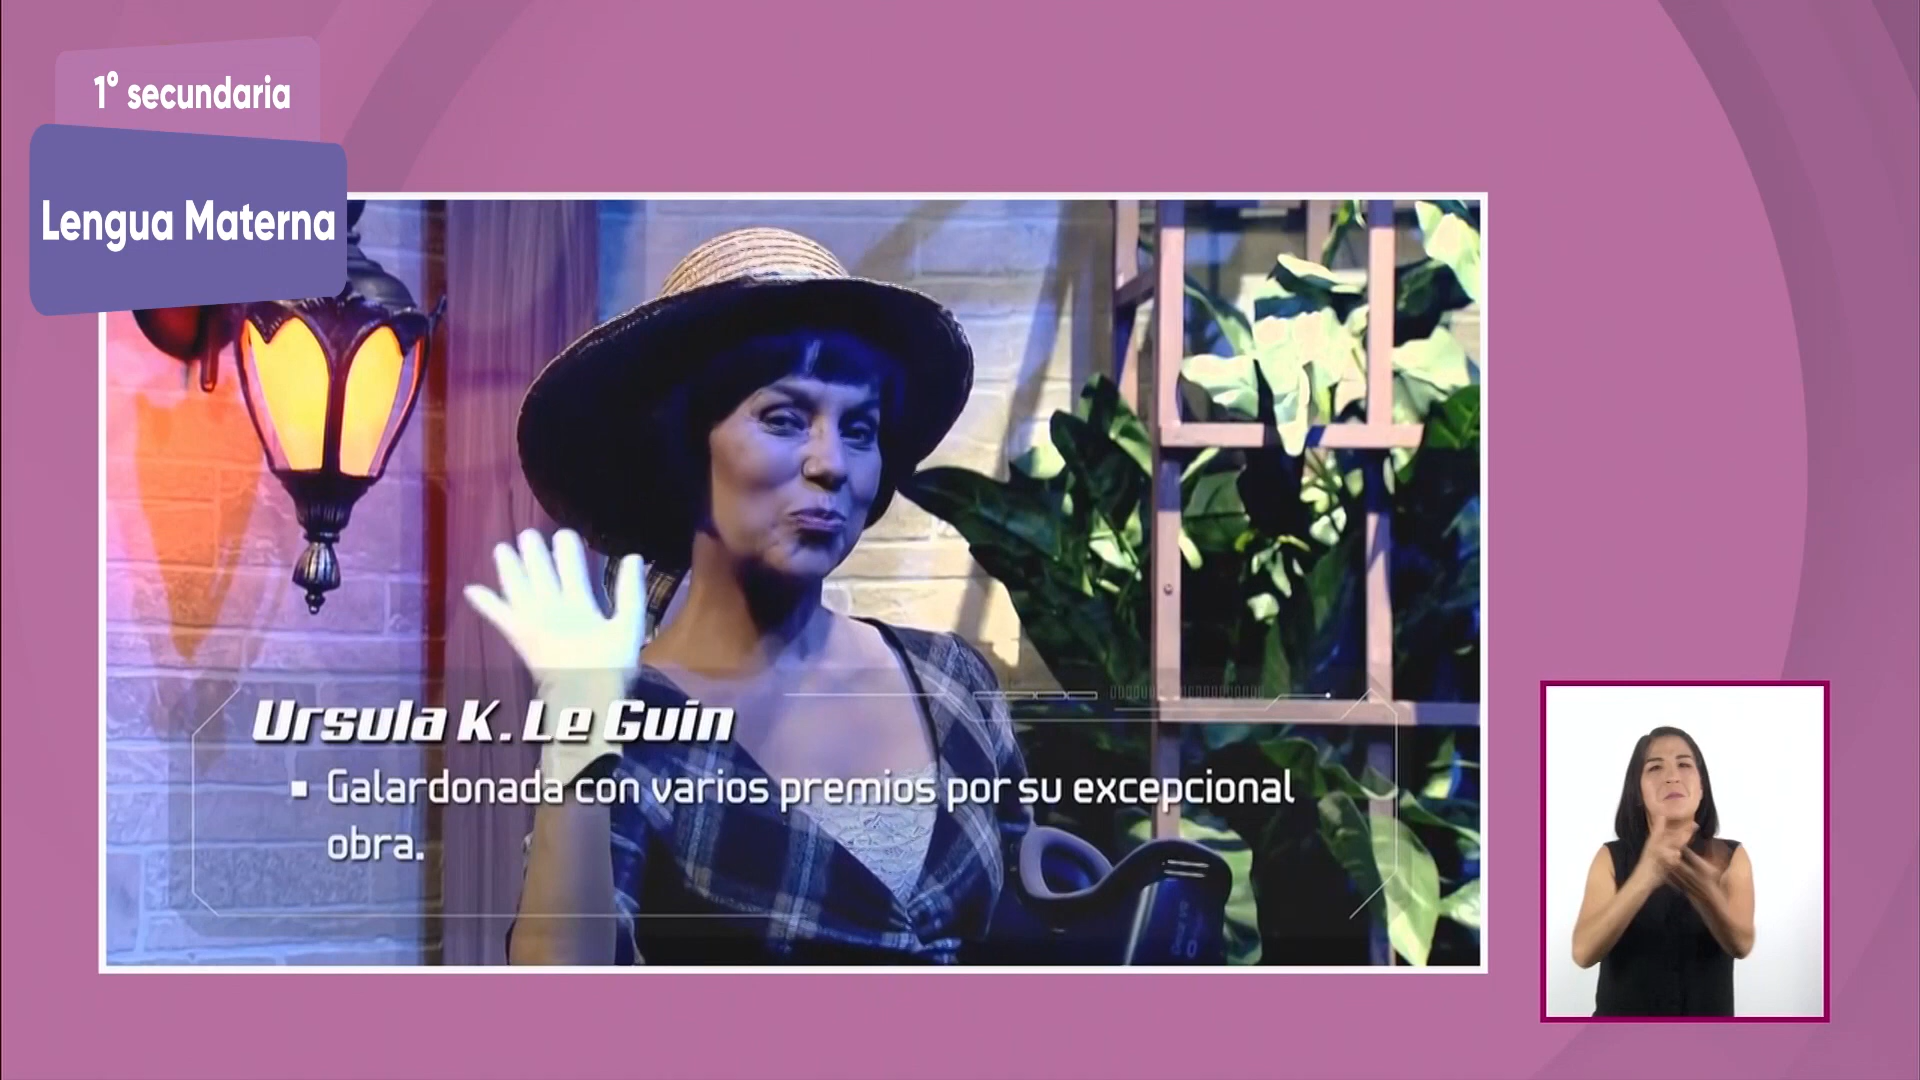 1° secundaria
Lengua Materna
Ursula K. Le Guin
▪ Galardonada con varios premios por su excepcional
obra.